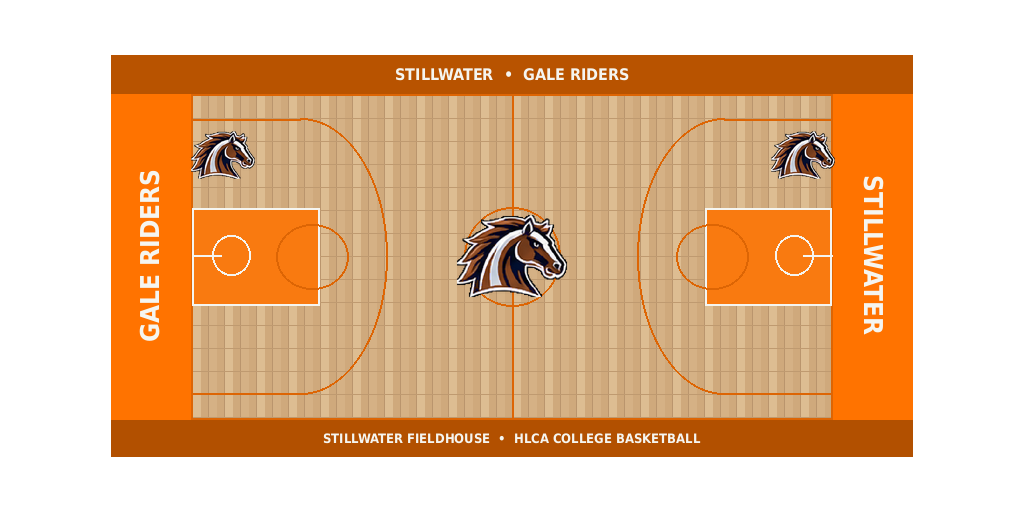 STILLWATER • GALE RIDERS
GALE RIDERS
STILLWATER
STILLWATER FIELDHOUSE • HLCA COLLEGE BASKETBALL